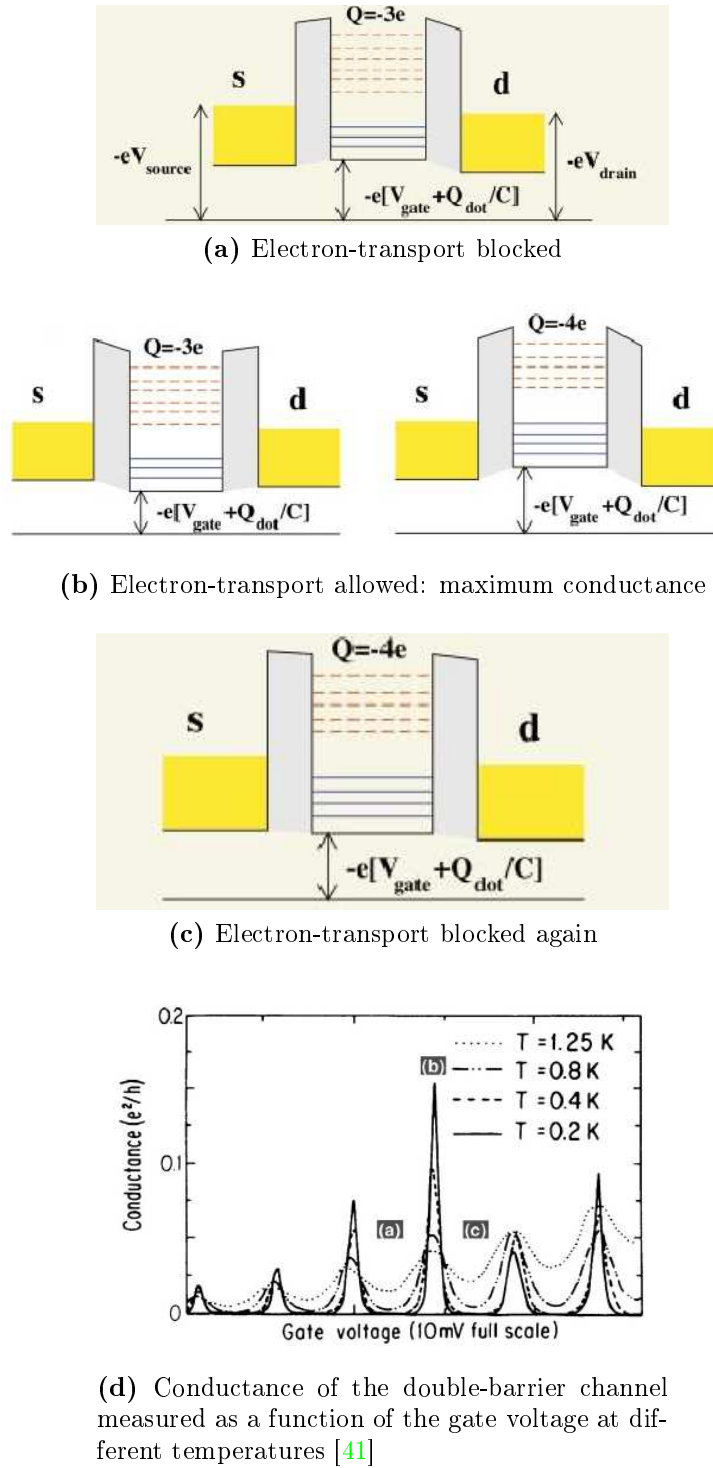 Q=-3e
s
d
-eV_source
-e[V_gate +Q_dot/C]
-eV_drain
(a) Electron-transport blocked
Q=-3e
s
d
-e[V_gate +Q_dot/C]
Q=-4e
s
d
-e[V_gate +Q_dot/C]
(b) Electron-transport allowed: maximum conductance
Q=-4e
s
d
-e[V_gate +Q_dot/C]
(c) Electron-transport blocked again
0.2
0.1
0
Conductance (e²/h)
(a)
(b)
(c)
T = 1.25 K
T = 0.8 K
T = 0.4 K
T = 0.2 K
Gate voltage (10mV full scale)
(d) Conductance of the double-barrier channel
measured as a function of the gate voltage at dif-
ferent temperatures [41]